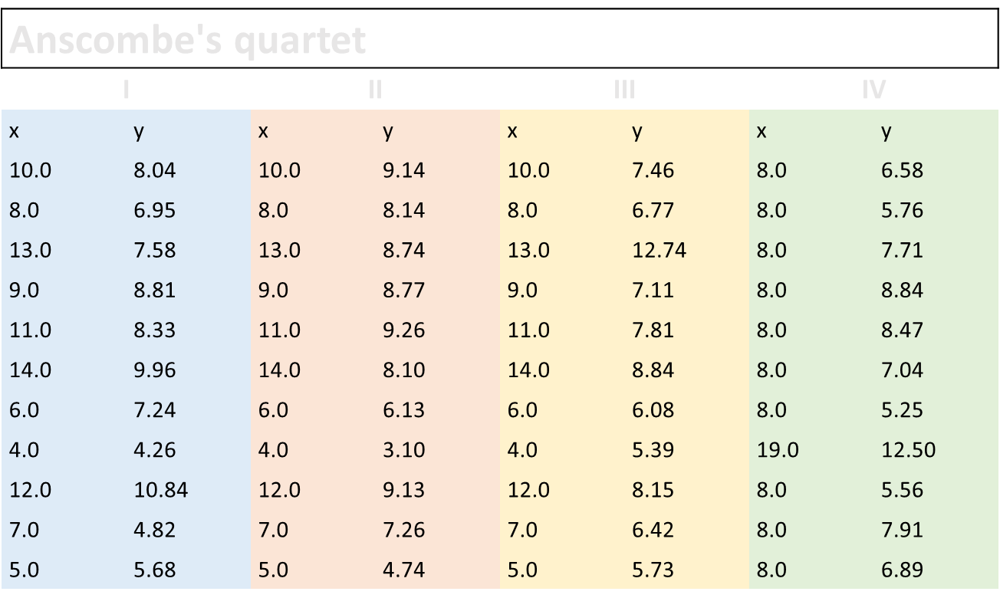 Anscombe's quartet
I II III IV
x y x y x y x y
10.0 8.04 10.0 9.14 10.0 7.46 8.0 6.58
8.0 6.95 8.0 8.14 8.0 6.77 8.0 5.76
13.0 7.58 13.0 8.74 13.0 12.74 8.0 7.71
9.0 8.81 9.0 8.77 9.0 7.11 8.0 8.84
11.0 8.33 11.0 9.26 11.0 7.81 8.0 8.47
14.0 9.96 14.0 8.10 14.0 8.84 8.0 7.04
6.0 7.24 6.0 6.13 6.0 6.08 8.0 5.25
4.0 4.26 4.0 3.10 4.0 5.39 19.0 12.50
12.0 10.84 12.0 9.13 12.0 8.15 8.0 5.56
7.0 4.82 7.0 7.26 7.0 6.42 8.0 7.91
5.0 5.68 5.0 4.74 5.0 5.73 8.0 6.89